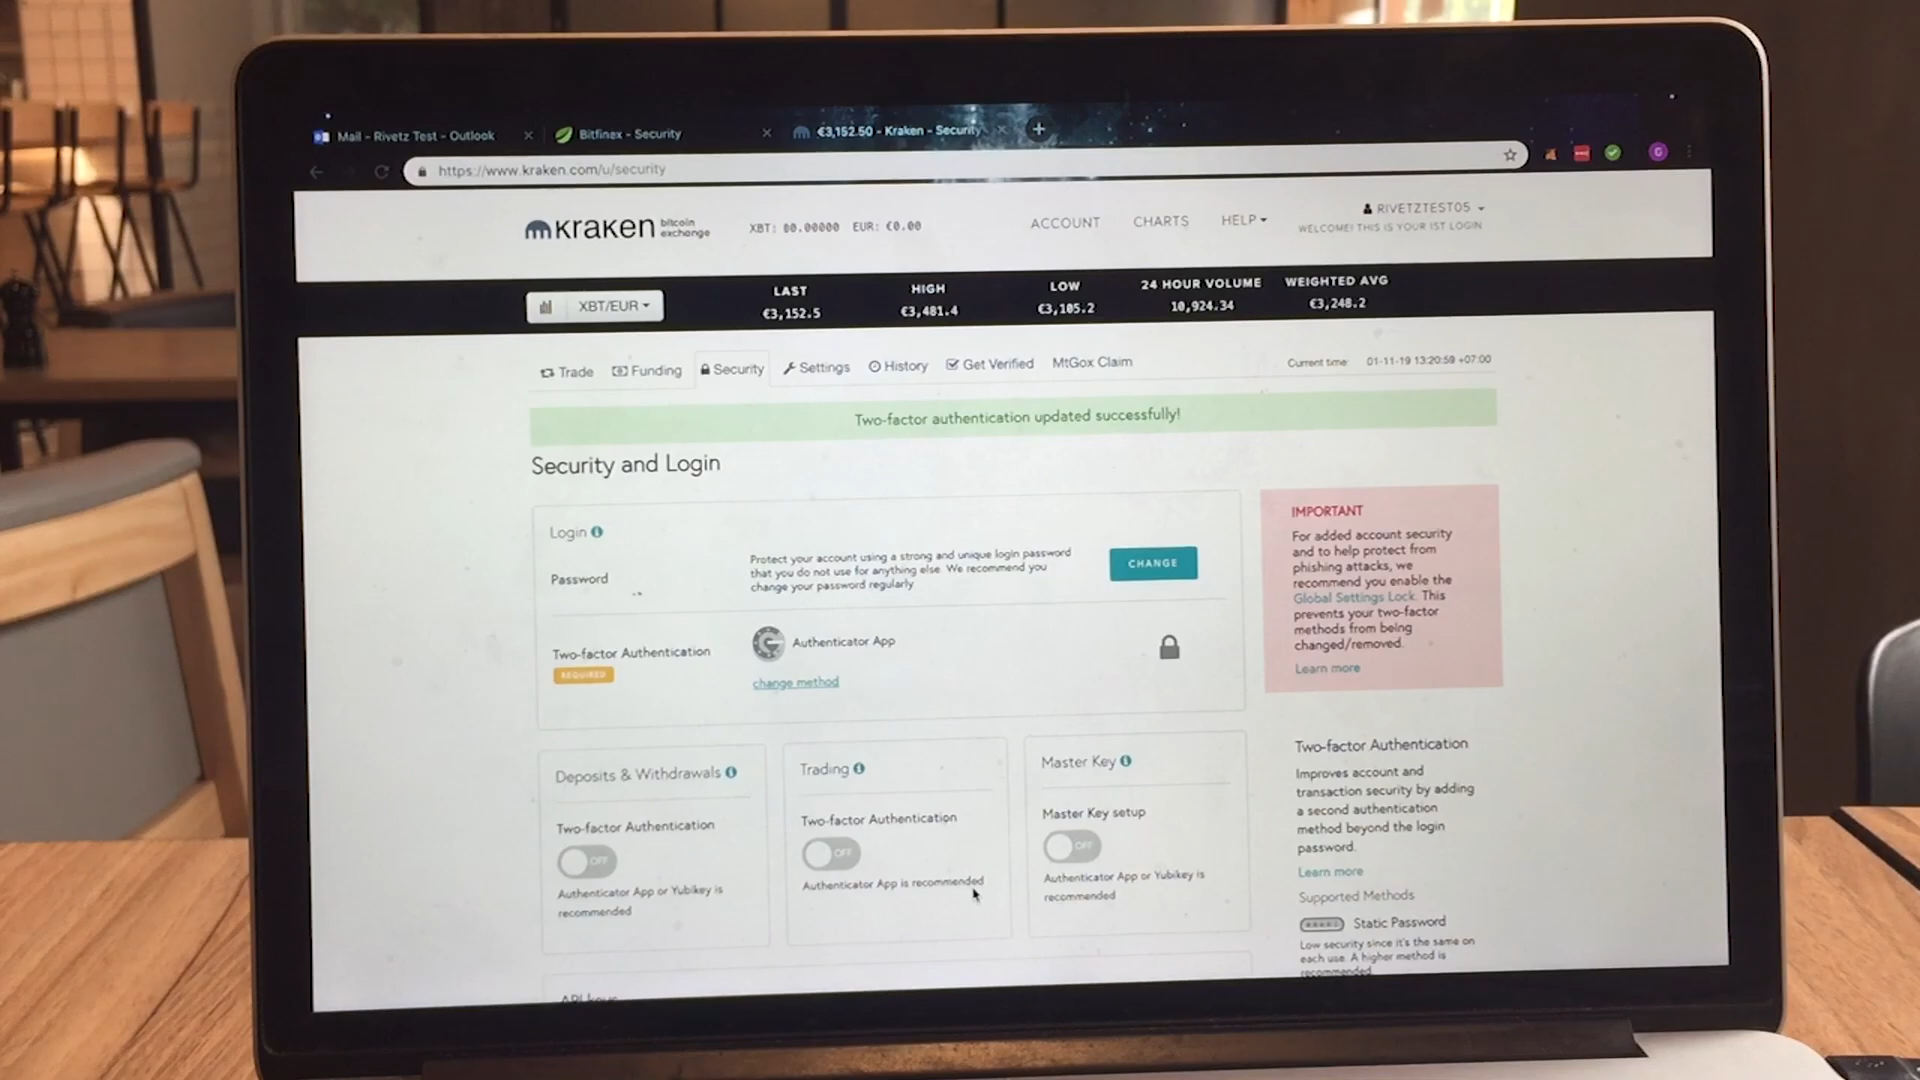 Mail - Rivetz Test - Outlook
Bitfinex - Security
€3,152.50 - Kraken - Security
https://www.kraken.com/u/security
kraken bitcoin exchange
XBT: Ƀ0.00000 EUR: €0.00
ACCOUNT CHARTS HELP
RIVETZTEST05
WELCOME! THIS IS YOUR 1ST LOGIN
XBT/EUR
LAST HIGH LOW 24 HOUR VOLUME WEIGHTED AVG
€3,152.5 €3,481.4 €3,105.2 10,924.34 €3,248.2
Trade Funding Security Settings History Get Verified MtGox Claim
Current time: 01-11-19 13:20:59 +07:00
Two-factor authentication updated successfully!
Security and Login
Login
Password
Protect your account using a strong and unique login password
that you do not use for anything else. We recommend you
change your password regularly
CHANGE
Two-factor Authentication
REQUIRED
Authenticator App
change method
IMPORTANT
For added account security
and to help protect from
phishing attacks, we
recommend you enable the
Global Settings Lock. This
prevents your two-factor
methods from being
changed/removed.
Learn more
Deposits & Withdrawals
Two-factor Authentication
OFF
Authenticator App or Yubikey is
recommended
Trading
Two-factor Authentication
OFF
Authenticator App is recommended
Master Key
Master Key setup
OFF
Authenticator App or Yubikey is
recommended
Two-factor Authentication
Improves account and
transaction security by adding
a second authentication
method beyond the login
password.
Learn more
Supported Methods
Static Password
Low security since it's the same on
each use. A higher method is
recommended
API keys